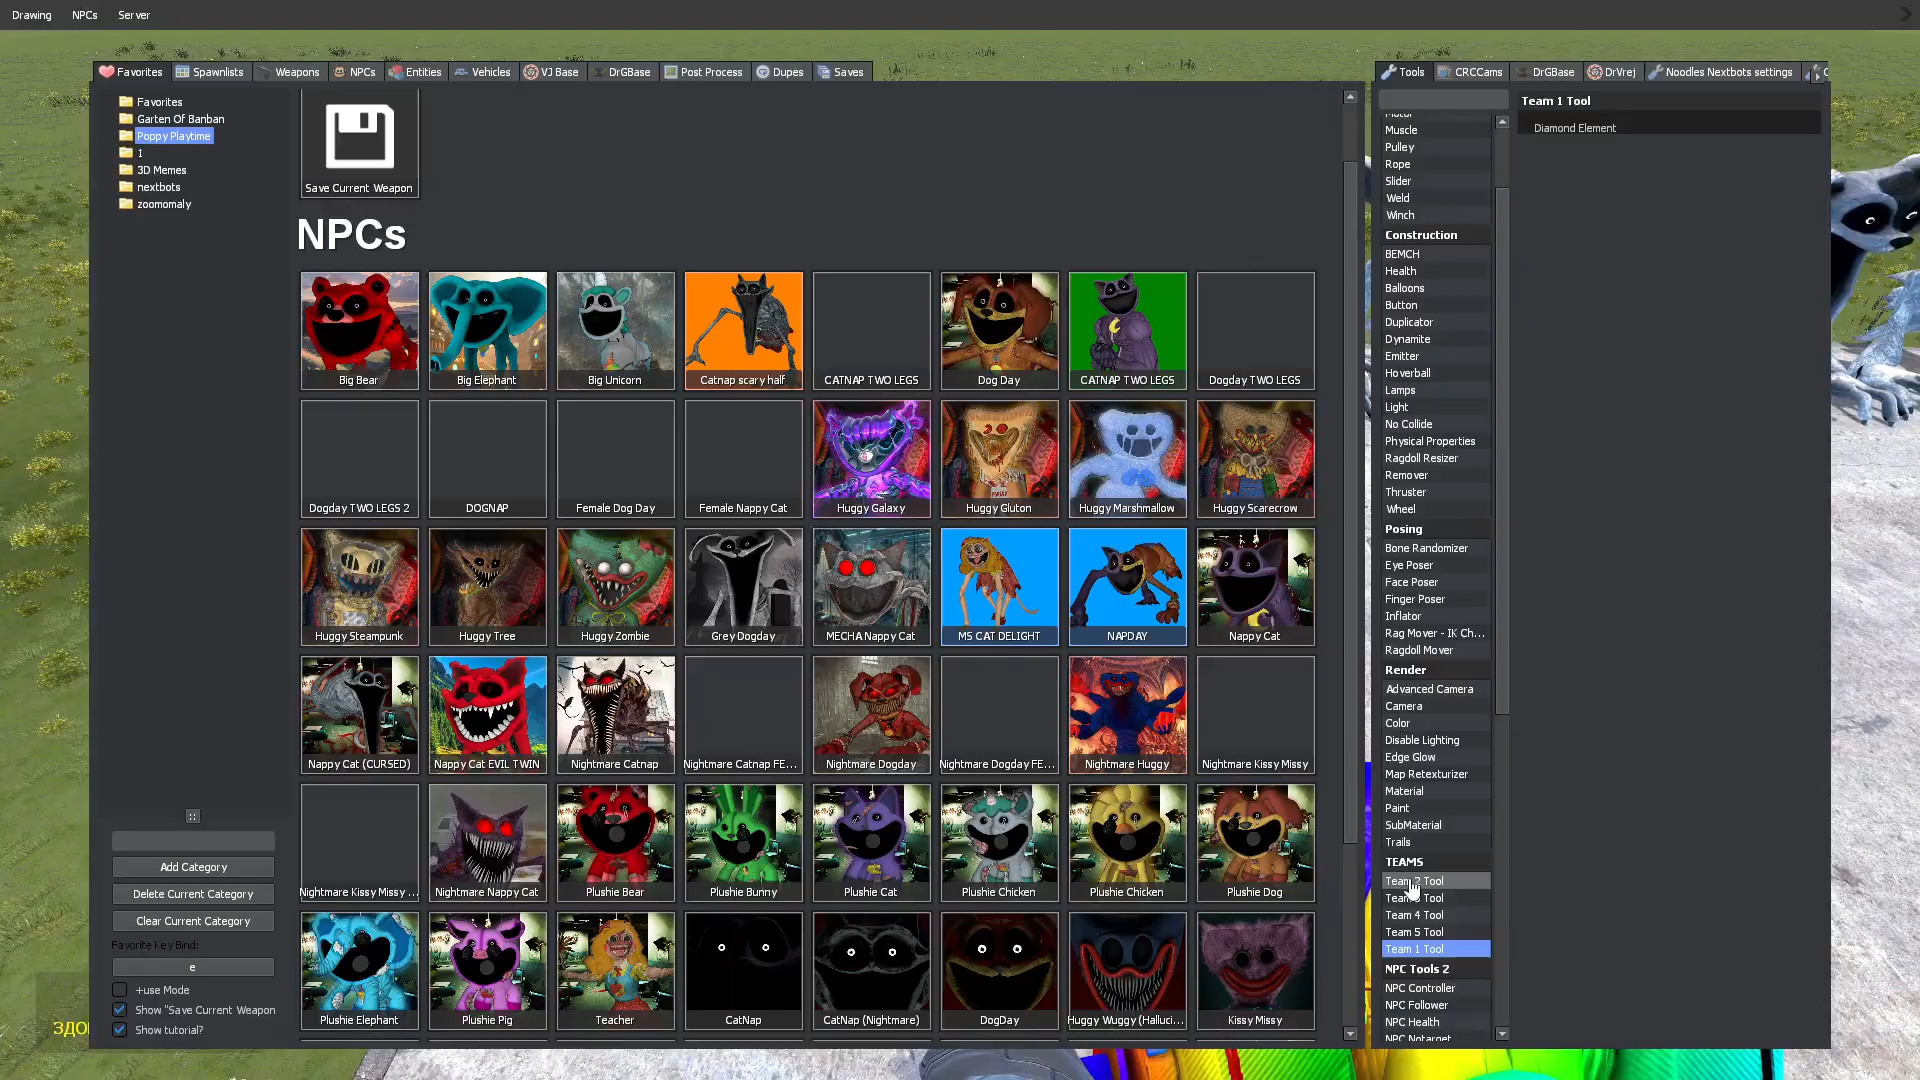 Drawing NPCs Server
Favorites Spawnlists Weapons NPCs Entities Vehicles VJ Base DrGBase Post Process Dupes Saves
Tools CRCCams DrGBase DrVrej Noodles Nextbots settings
Favorites
Garten Of Banban
Poppy Playtime
1
3D Memes
nextbots
zoomomaly
Add Category
Delete Current Category
Clear Current Category
Favorite Key Bind:
e
+use Mode
Show "Save Current Weapon
Show tutorial?
Save Current Weapon
NPCs
Big Bear
Big Elephant
Big Unicorn
Catnap scary half
CATNAP TWO LEGS
Dog Day
CATNAP TWO LEGS
Dogday TWO LEGS
Dogday TWO LEGS 2
DOGNAP
Female Dog Day
Female Nappy Cat
Huggy Galaxy
Huggy Gluton
Huggy Marshmallow
Huggy Scarecrow
Huggy Steampunk
Huggy Tree
Huggy Zombie
Grey Dogday
MECHA Nappy Cat
MS CAT DELIGHT
NAPDAY
Nappy Cat
Nappy Cat (CURSED)
Nappy Cat EVIL TWIN
Nightmare Catnap
Nightmare Catnap FE...
Nightmare Dogday
Nightmare Dogday FE...
Nightmare Huggy
Nightmare Kissy Missy
Nightmare Kissy Missy ...
Nightmare Nappy Cat
Plushie Bear
Plushie Bunny
Plushie Cat
Plushie Chicken
Plushie Chicken
Plushie Dog
Plushie Elephant
Plushie Pig
Teacher
CatNap
CatNap (Nightmare)
DogDay
Huggy Wuggy (Halluci...
Kissy Missy
Muscle
Pulley
Rope
Slider
Weld
Winch
Construction
BEMCH
Health
Balloons
Button
Duplicator
Dynamite
Emitter
Hoverball
Lamps
Light
No Collide
Physical Properties
Ragdoll Resizer
Remover
Thruster
Wheel
Posing
Bone Randomizer
Eye Poser
Face Poser
Finger Poser
Inflator
Rag Mover - IK Ch...
Ragdoll Mover
Render
Advanced Camera
Camera
Color
Disable Lighting
Edge Glow
Map Retexturizer
Material
Paint
SubMaterial
Trails
TEAMS
Team 2 Tool
Team 3 Tool
Team 4 Tool
Team 5 Tool
Team 1 Tool
NPC Tools 2
NPC Controller
NPC Follower
NPC Health
NPC Notarget
Team 1 Tool
Diamond Element